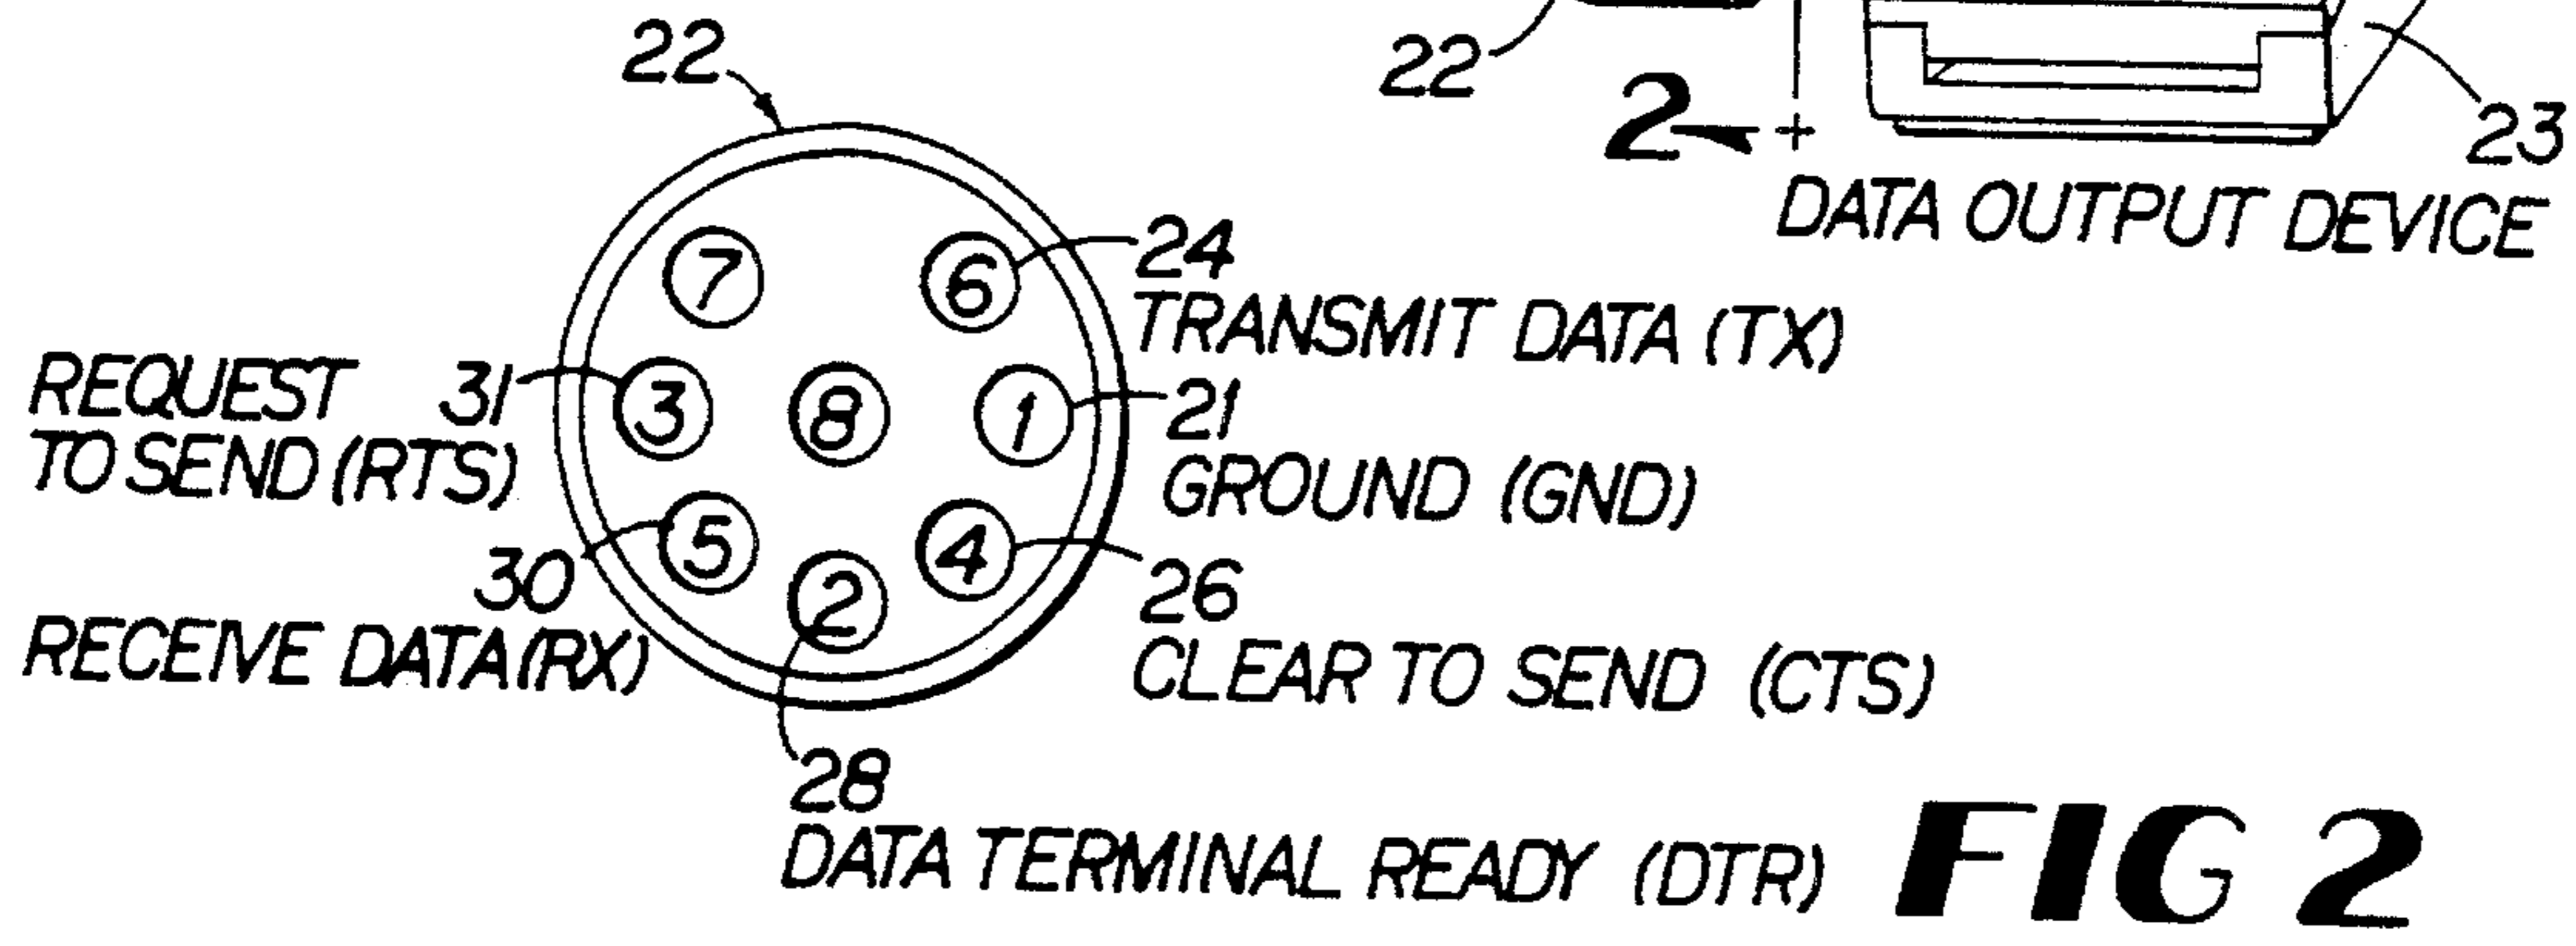 22
22
2
23
DATA OUTPUT DEVICE
7
6
24
TRANSMIT DATA (TX)
REQUEST 31
TO SEND (RTS)
3
8
1
21
GROUND (GND)
5
30
RECEIVE DATA (RX)
2
4
26
CLEAR TO SEND (CTS)
28
DATA TERMINAL READY (DTR)
FIG 2